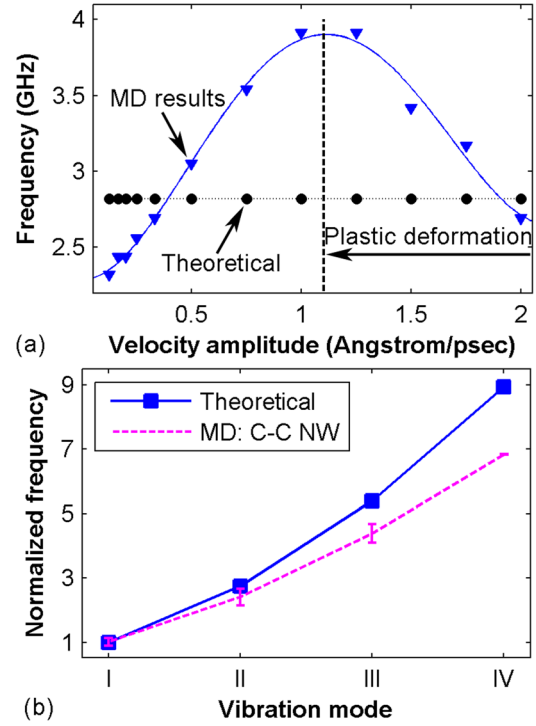 4
3.5
3
2.5
Frequency (GHz)
MD results
Theoretical
Plastic deformation
0.5
1
1.5
2
(a)
Velocity amplitude (Angstrom/psec)
9
7
5
3
1
Normalized frequency
Theoretical
MD: C-C NW
I
II
III
IV
(b)
Vibration mode